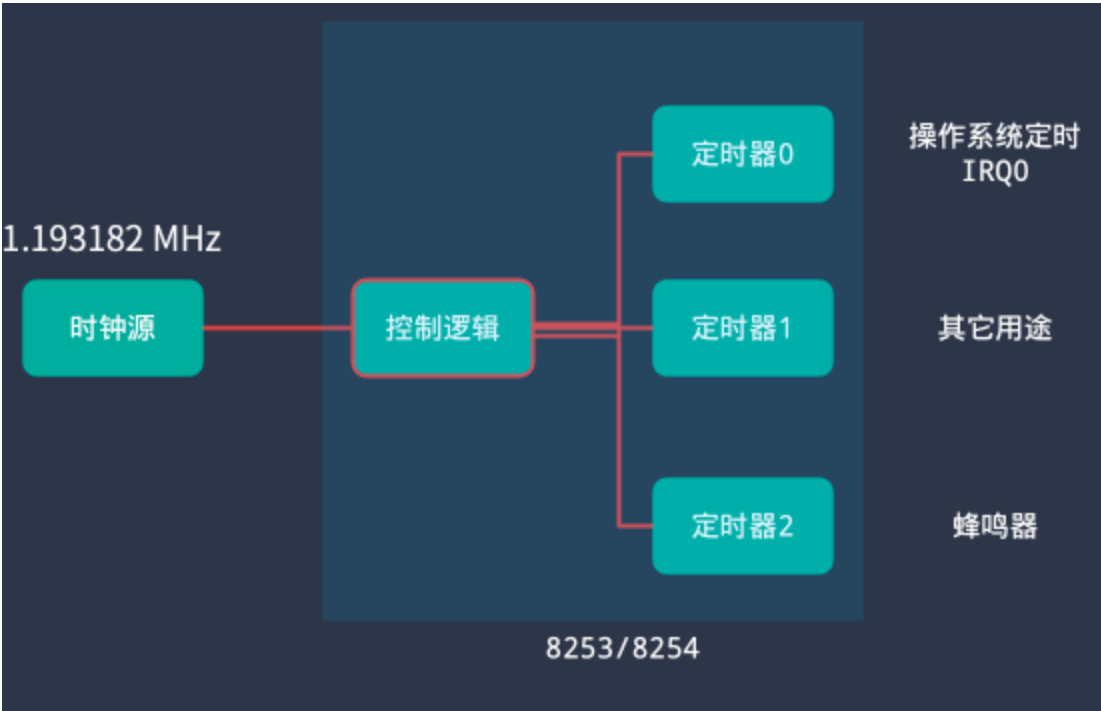 操作系统定时
IRQ0
定时器0
1.193182 MHz
时钟源
控制逻辑
定时器1
其它用途
定时器2
蜂鸣器
8253/8254